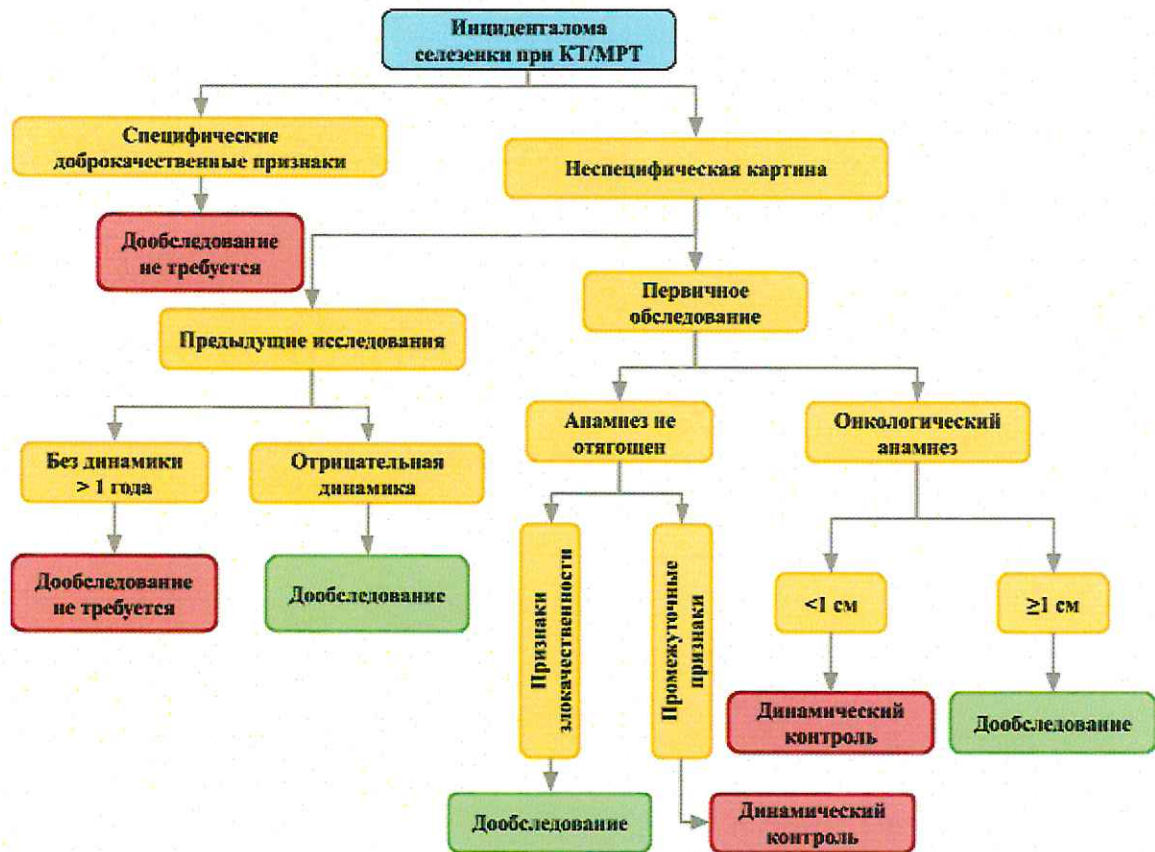 Инциденталома
селезенки при КТ/МРТ
Специфические
доброкачественные признаки
Неспецифическая картина
Дообследование
не требуется
Первичное
обследование
Предыдущие исследования
Анамнез не
отягощен
Онкологический
анамнез
Без динамики
> 1 года
Отрицательная
динамика
Признаки
злокачественности
Промежуточные
признаки
Дообследование
не требуется
Дообследование
<1 см
≥1 см
Динамический
контроль
Дообследование
Дообследование
Динамический
контроль